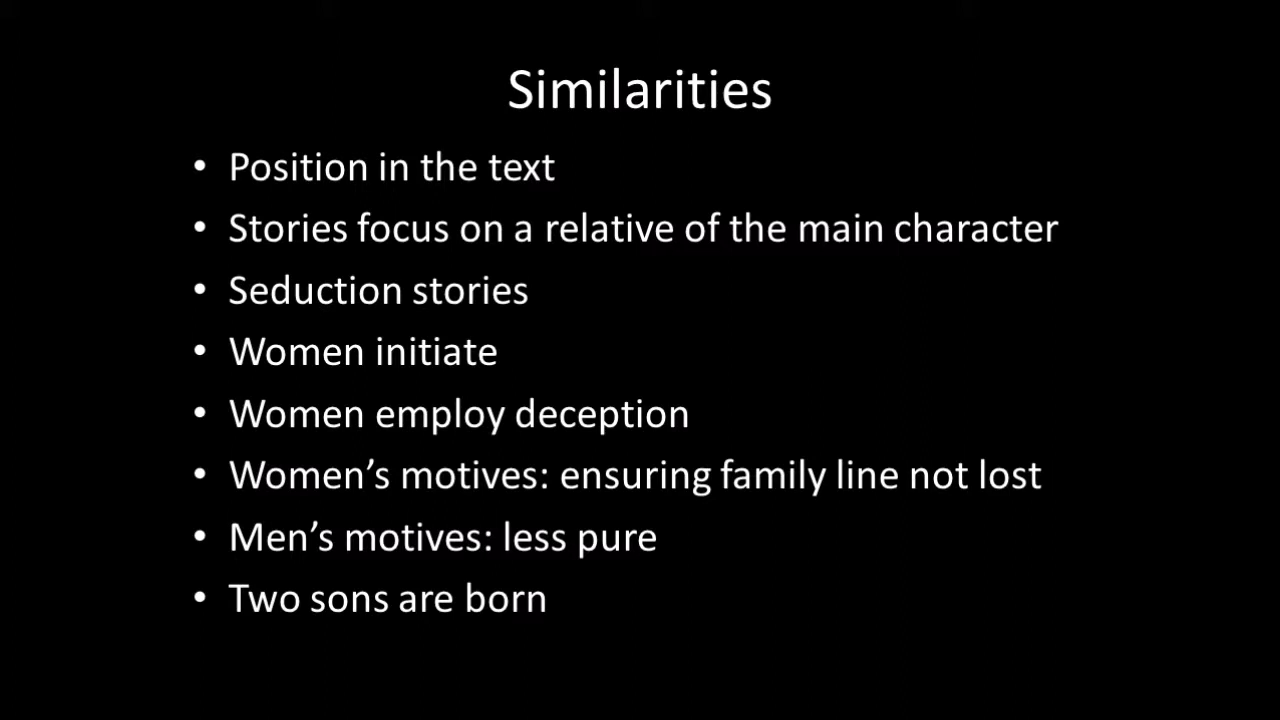 Similarities
• Position in the text
• Stories focus on a relative of the main character
• Seduction stories
• Women initiate
• Women employ deception
• Women’s motives: ensuring family line not lost
• Men’s motives: less pure
• Two sons are born